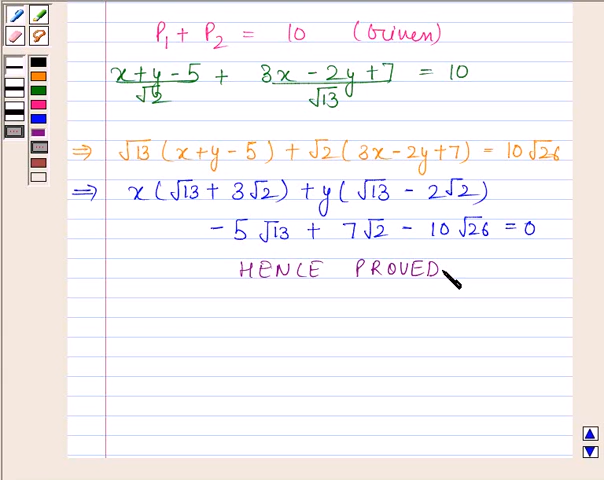 P₁ + P₂ = 10 (Given)
x+y-5/√2 + 3x-2y+7/√13 = 10
⇒ √13(x+y-5)+√2(3x-2y+7)=10√26
⇒ x(√13+3√2)+y(√13-2√2)
-5√13+7√2-10√26=0
HENCE PROVED